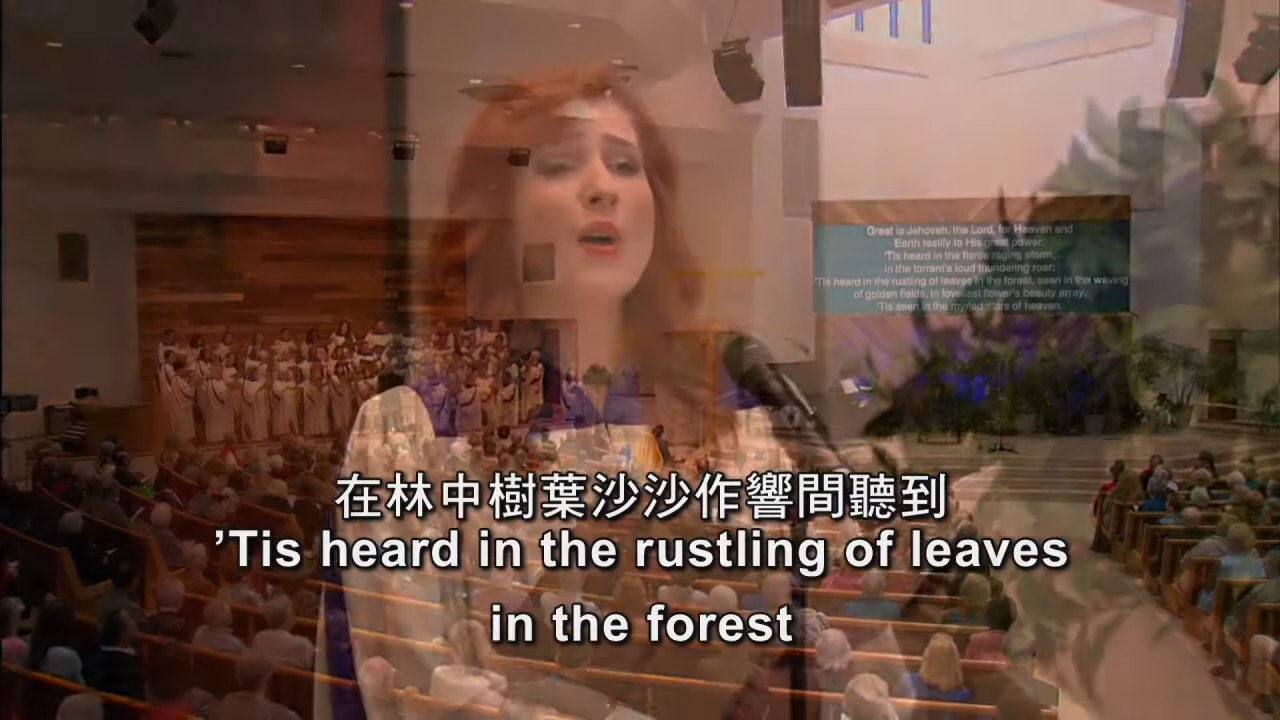 Great is Jehovah, the Lord, for Heaven and
Earth testify to His great power.
'Tis heard in the fierce raging storm,
in the torrent's loud thundering roar;
'Tis heard in the rustling of leaves in the forest, seen in the waving
of golden fields, in loveliest flower's beauty array.
'Tis seen in the myriad stars of heaven.
在林中樹葉沙沙作響間聽到
’Tis heard in the rustling of leaves
in the forest